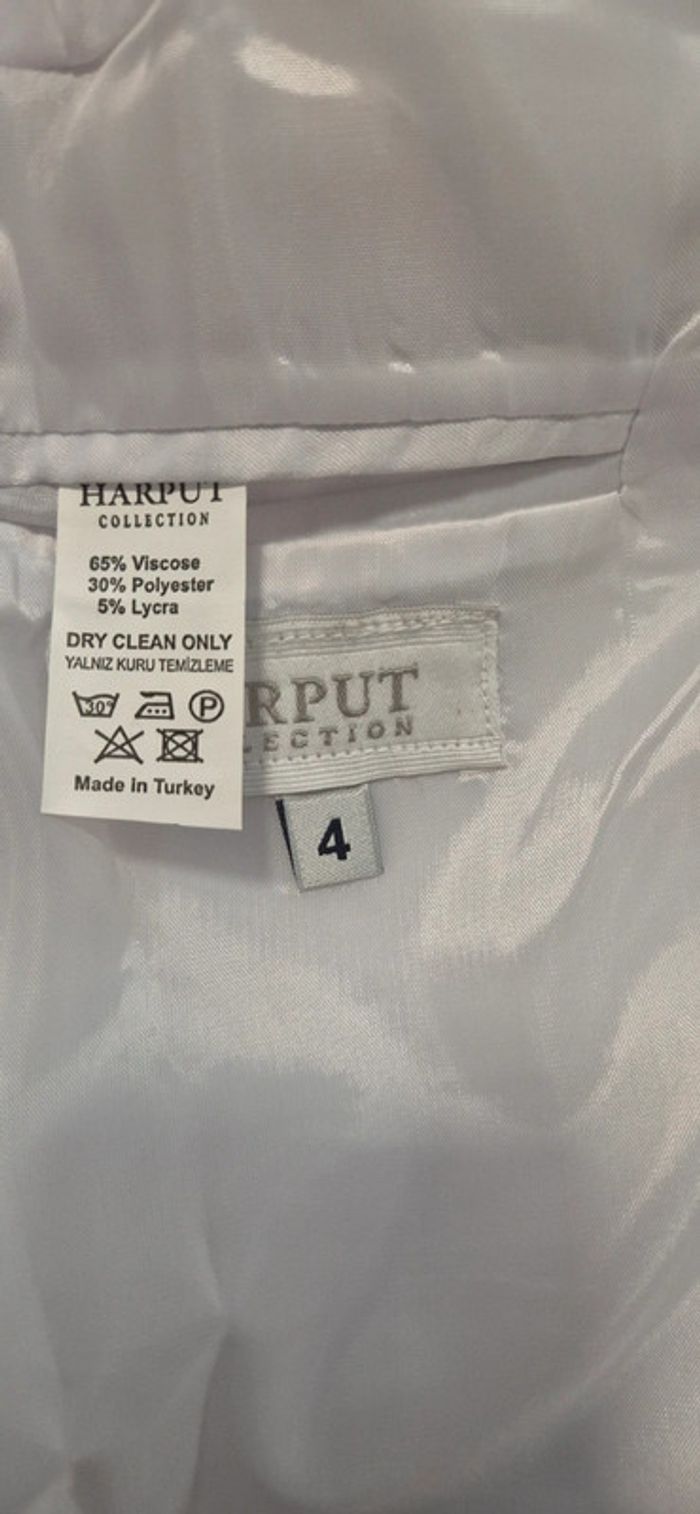 HARPUT
COLLECTION
65% Viscose
30% Polyester
5% Lycra
DRY CLEAN ONLY
YALNIZ KURU TEMİZLEME
30°
P
Made in Turkey
RPUT
LECTION
4